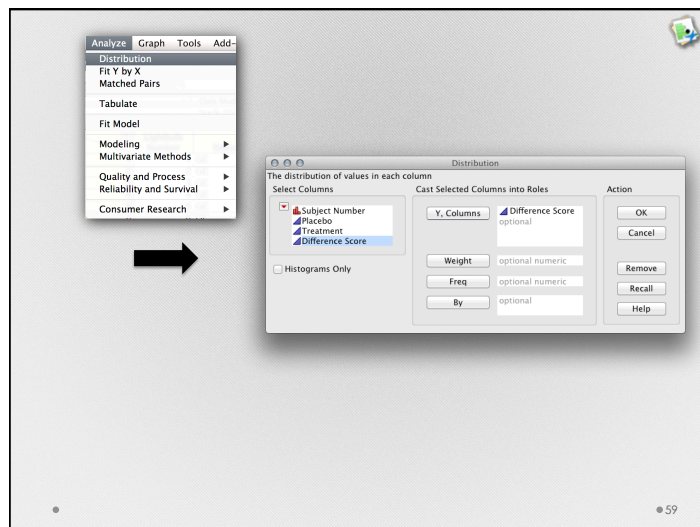 Analyze Graph Tools Add-
Distribution
Fit Y by X
Matched Pairs
Tabulate
Fit Model
Modeling
Multivariate Methods
Quality and Process
Reliability and Survival
Consumer Research
Distribution
The distribution of values in each column
Select Columns
Subject Number
Placebo
Treatment
Difference Score
Histograms Only
Cast Selected Columns into Roles
Y, Columns Difference Score
optional
Weight optional numeric
Freq optional numeric
By optional
Action
OK
Cancel
Remove
Recall
Help
59